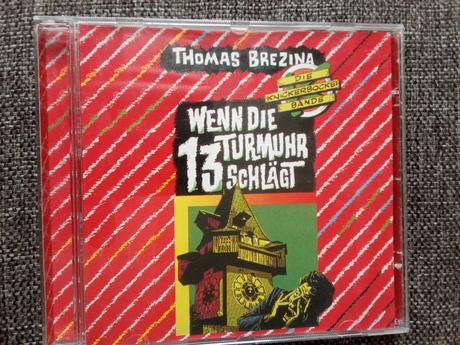 THOMAS BREZINA
DIE
KNICKERBOCKER
BANDE
WENN DIE
TURMUHR
13
SCHLÄGT